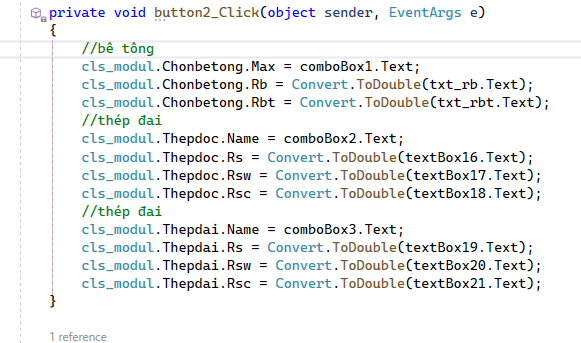 private void button2_Click(object sender, EventArgs e)
{
//bê tông
cls_modul.Chonbetong.Max = comboBox1.Text;
cls_modul.Chonbetong.Rb = Convert.ToDouble(txt_rb.Text);
cls_modul.Chonbetong.Rbt = Convert.ToDouble(txt_rbt.Text);
//thép đai
cls_modul.Thepdoc.Name = comboBox2.Text;
cls_modul.Thepdoc.Rs = Convert.ToDouble(textBox16.Text);
cls_modul.Thepdoc.Rsw = Convert.ToDouble(textBox17.Text);
cls_modul.Thepdoc.Rsc = Convert.ToDouble(textBox18.Text);
//thép đai
cls_modul.Thepdai.Name = comboBox3.Text;
cls_modul.Thepdai.Rs = Convert.ToDouble(textBox19.Text);
cls_modul.Thepdai.Rsw = Convert.ToDouble(textBox20.Text);
cls_modul.Thepdai.Rsc = Convert.ToDouble(textBox21.Text);
}
1 reference